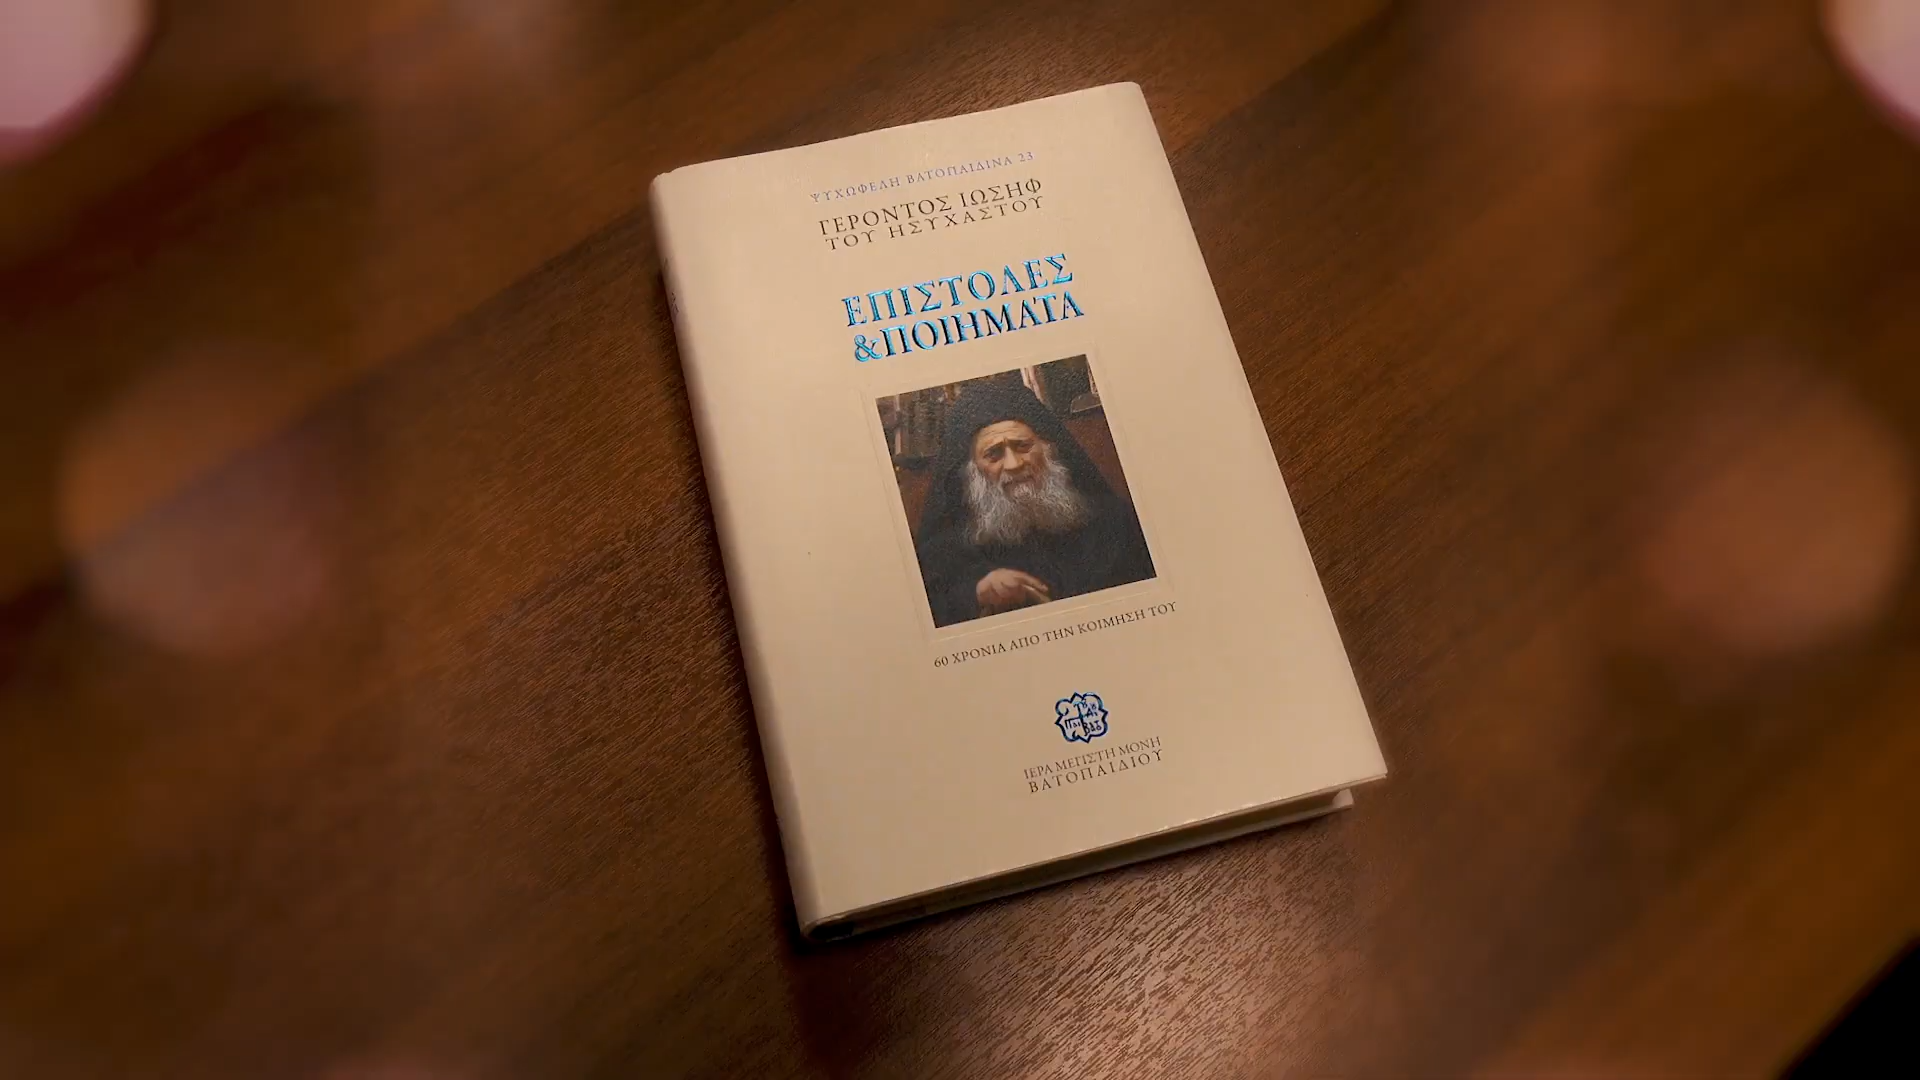 ΨΥΧΩΦΕΛΗ ΒΑΤΟΠΑΙΔΙΝΑ 23
ΓΕΡΟΝΤΟΣ ΙΩΣΗΦ
ΤΟΥ ΗΣΥΧΑΣΤΟΥ
ΕΠΙΣΤΟΛΕΣ
&ΠΟΙΗΜΑΤΑ
60 ΧΡΟΝΙΑ ΑΠΟ ΤΗΝ ΚΟΙΜΗΣΗ ΤΟΥ
ΙΕΡΑ ΜΕΓΙΣΤΗ ΜΟΝΗ
ΒΑΤΟΠΑΙΔΙΟΥ